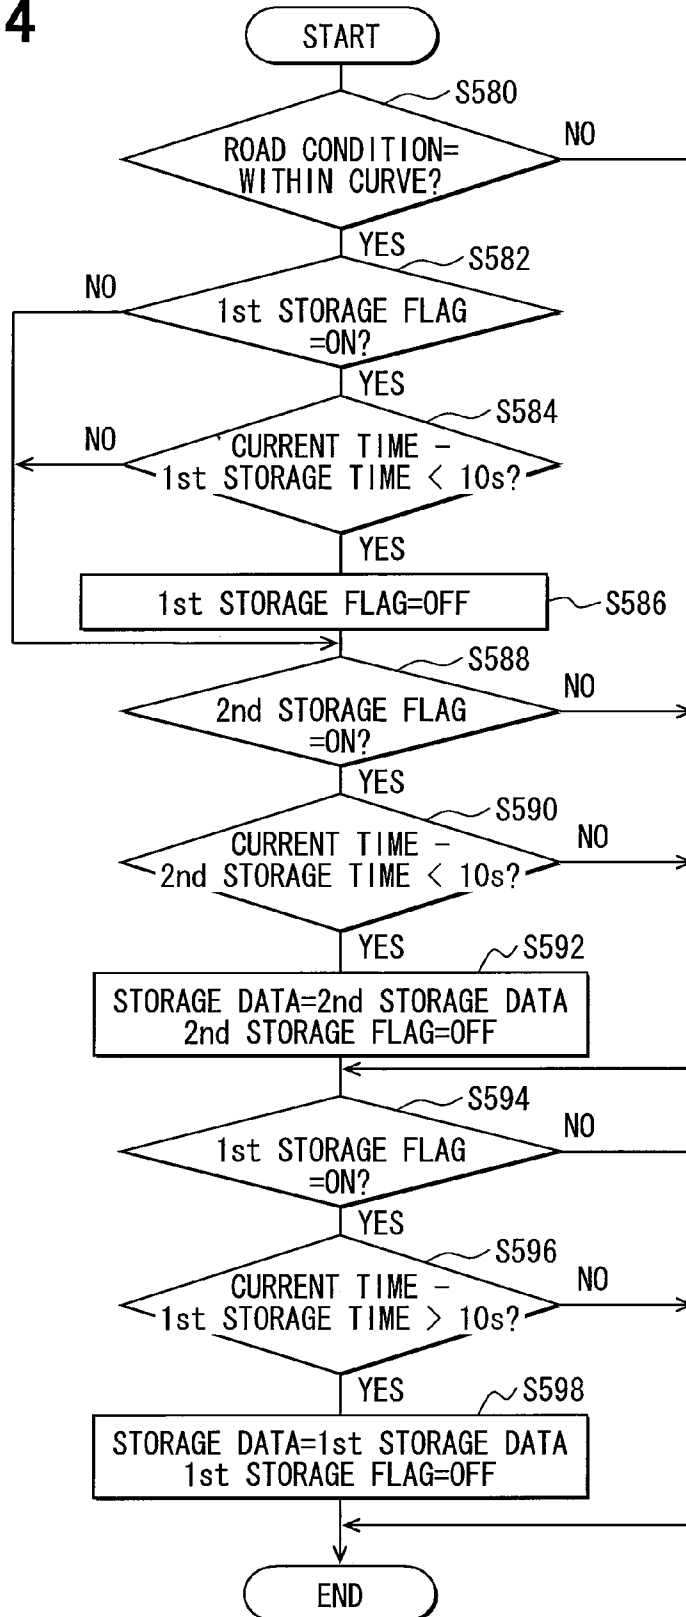 4
START
S580
ROAD CONDITION=
WITHIN CURVE?
NO
YES
S582
NO
1st STORAGE FLAG
=ON?
YES
S584
NO
CURRENT TIME -
1st STORAGE TIME < 10s?
YES
1st STORAGE FLAG=OFF
S586
S588
NO
2nd STORAGE FLAG
=ON?
YES
S590
CURRENT TIME -
2nd STORAGE TIME < 10s?
NO
YES
S592
STORAGE DATA=2nd STORAGE DATA
2nd STORAGE FLAG=OFF
S594
NO
1st STORAGE FLAG
=ON?
YES
S596
CURRENT TIME -
1st STORAGE TIME > 10s?
NO
YES
S598
STORAGE DATA=1st STORAGE DATA
1st STORAGE FLAG=OFF
END